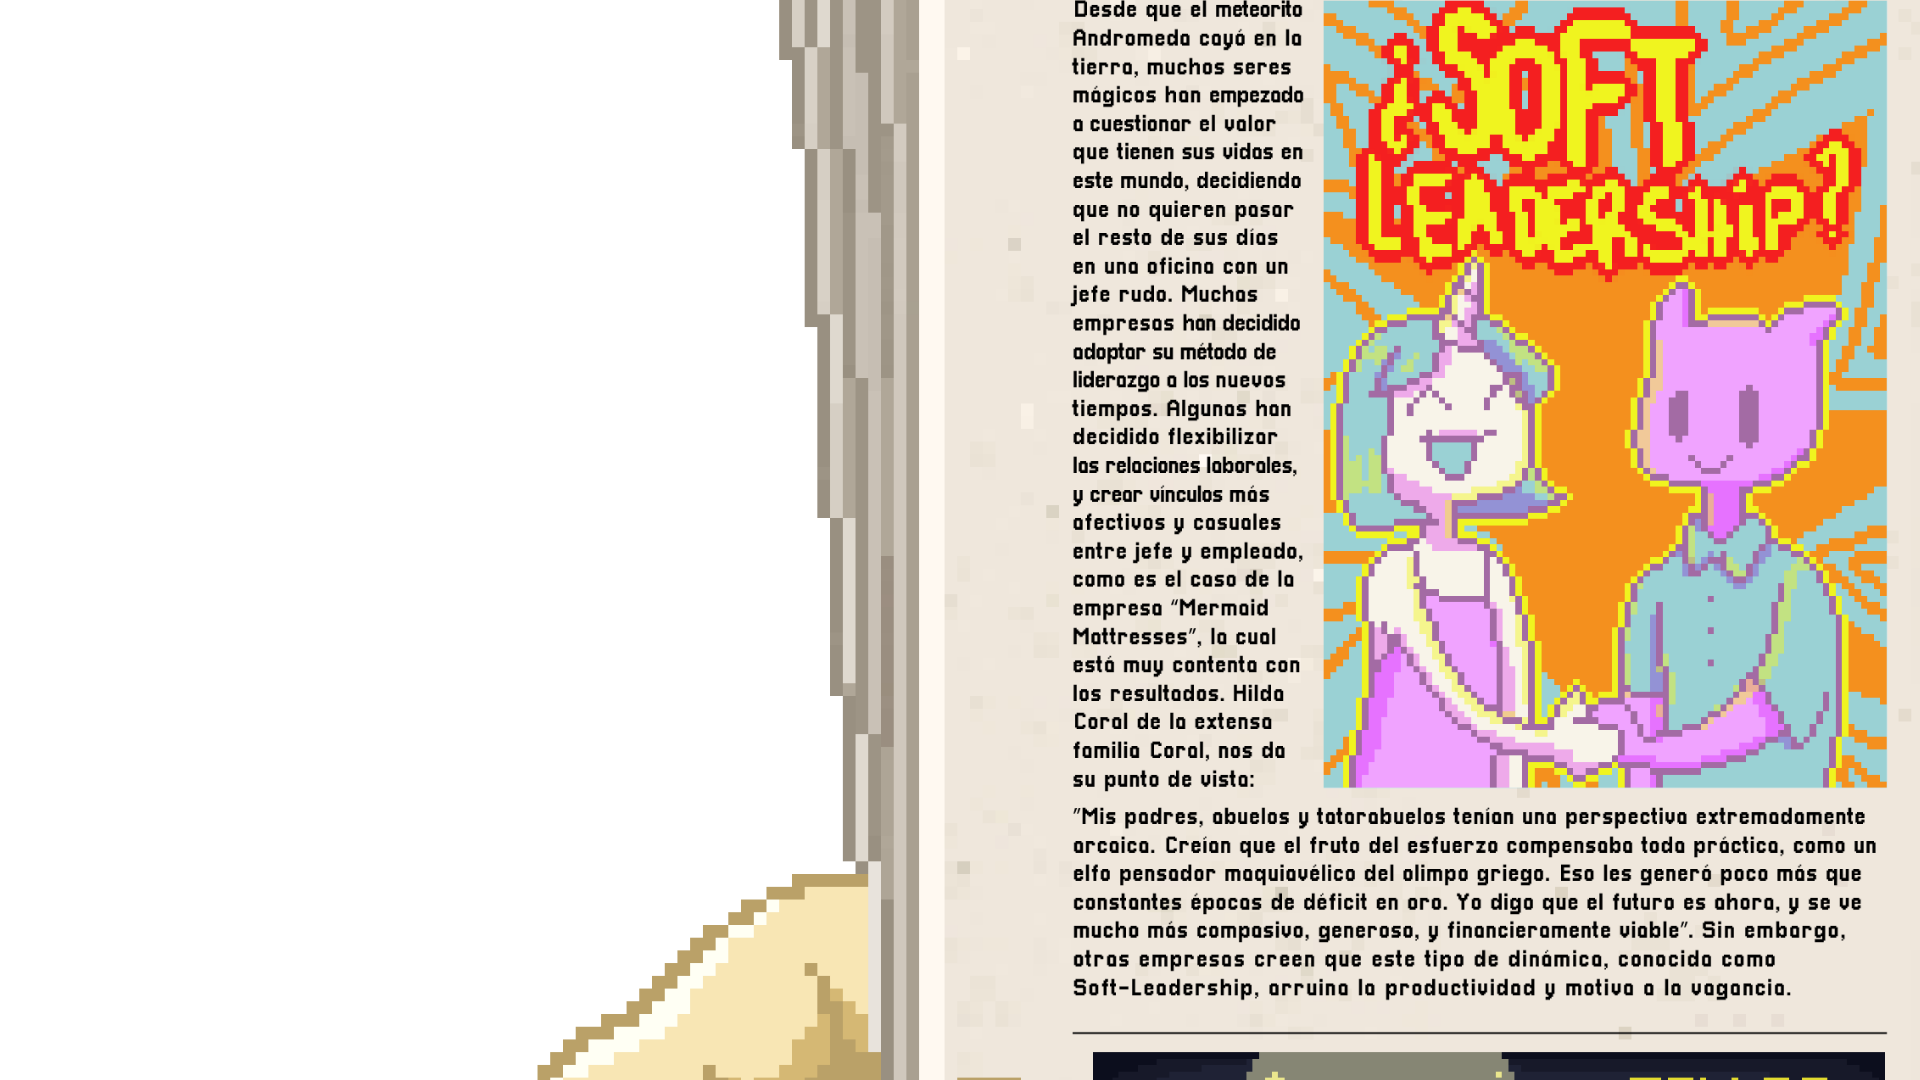 Desde que el meteorito
Andromeda cayó en la
tierra, muchos seres
mágicos han empezado
a cuestionar el valor
que tienen sus vidas en
este mundo, decidiendo
que no quieren pasar
el resto de sus días
en una oficina con un
jefe rudo. Muchas
empresas han decidido
adoptar su método de
liderazgo a los nuevos
tiempos. Algunas han
decidido flexibilizar
las relaciones laborales,
y crear vínculos más
afectivos y casuales
entre jefe y empleado,
como es el caso de la
empresa "Mermaid
Mattresses", la cual
está muy contenta con
los resultados. Hilda
Coral de la extensa
familia Coral, nos da
su punto de vista:
¡SOFT
LEADERSHIP!
"Mis padres, abuelos y tatarabuelos tenían una perspectiva extremadamente
arcaica. Creían que el fruto del esfuerzo compensaba toda práctica, como un
elfo pensador maquiavélico del olimpo griego. Eso les generó poco más que
constantes épocas de déficit en oro. Yo digo que el futuro es ahora, y se ve
mucho más compasivo, generoso, y financieramente viable". Sin embargo,
otras empresas creen que este tipo de dinámica, conocida como
Soft-Leadership, arruina la productividad y motiva a la vagancia.